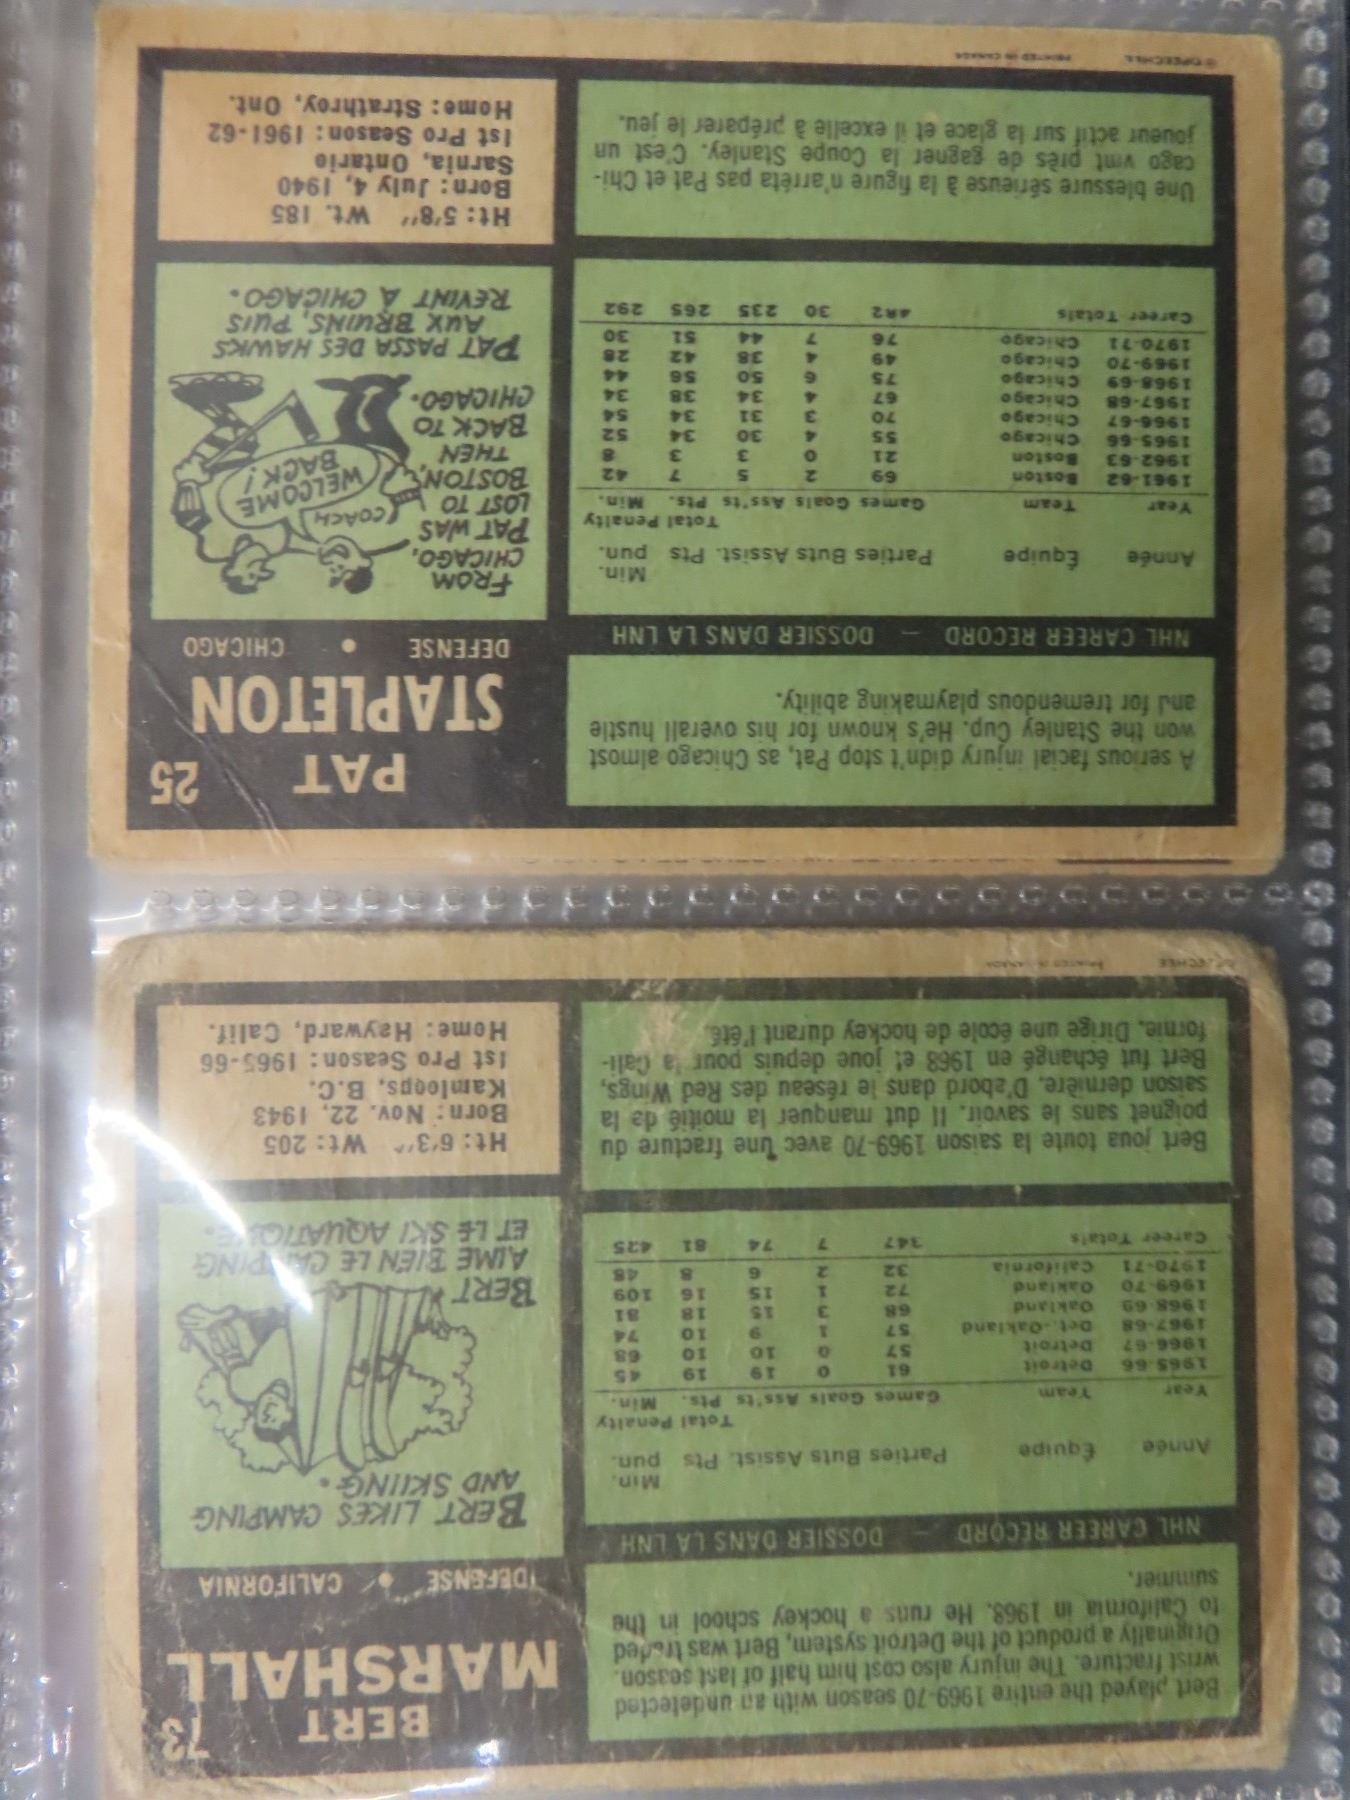 BERT 73
MARSHALL
DEFENSE • CALIFORNIA
Bert played the entire 1969-70 season with an undetected
wrist fracture. The injury also cost him half of last season.
Originally a product of the Detroit system, Bert was traded
to California in 1968. He runs a hockey school in the
summer.
NHL CAREER RECORD — DOSSIER DANS LA LNH
Min.
Année Équipe Parties Buts Assist. Pts pun.
Total Penalty
Year Team Games Goals Ass'ts Pts. Min.
1965-66 Detroit 61 0 19 19 45
1966-67 Detroit 57 0 10 10 68
1967-68 Det.-Oakland 57 1 9 10 74
1968-69 Oakland 68 3 15 18 81
1969-70 Oakland 72 1 15 16 109
1970-71 California 32 2 6 8 48
Career Totals 347 7 74 81 425
BERT LIKES CAMPING
AND SKIING.
BERT
AIME BIEN LE CAMPING
ET LE SKI AQUATIQUE.
Bert joua toute la saison 1969-70 avec une fracture du
poignet sans le savoir. Il dut manquer la moitié de la
saison dernière. D'abord dans le réseau des Red Wings,
Bert fut échangé en 1968 et joue depuis pour la Cali-
fornie. Dirige une école de hockey durant l'été.
Ht: 6'3" Wt: 205
Born: Nov. 22, 1943
Kamloops, B.C.
1st Pro Season: 1965-66
Home: Hayward, Calif.
OPEECHEE PRINTED IN CANADA
PAT 25
STAPLETON
DEFENSE • CHICAGO
A serious facial injury didn't stop Pat, as Chicago almost
won the Stanley Cup. He's known for his overall hustle
and for tremendous playmaking ability.
NHL CAREER RECORD — DOSSIER DANS LA LNH
Min.
Année Équipe Parties Buts Assist. Pts pun.
Total Penalty
Year Team Games Goals Ass'ts Pts. Min.
1961-62 Boston 69 2 5 7 42
1962-63 Boston 21 0 3 3 8
1965-66 Chicago 55 4 30 34 52
1966-67 Chicago 70 3 31 34 54
1967-68 Chicago 67 4 34 38 34
1968-69 Chicago 75 6 50 56 44
1969-70 Chicago 49 4 38 42 28
1970-71 Chicago 76 7 44 51 30
Career Totals 482 30 235 265 292
FROM
CHICAGO,
PAT WAS
LOST TO
BOSTON,
THEN
BACK TO
CHICAGO.
COACH
WELCOME
BACK!
PAT PASSA DES HAWKS
AUX BRUINS, PUIS
REVINT A CHICAGO.
Une blessure sérieuse à la figure n'arrêta pas Pat et Chi-
cago vint près de gagner la Coupe Stanley. C'est un
joueur actif sur la glace et il excelle à préparer le jeu.
Ht: 5'8" Wt. 185
Born: July 4, 1940
Sarnia, Ontario
1st Pro Season: 1961-62
Home: Strathroy, Ont.
© OPEECHEE PRINTED IN CANADA